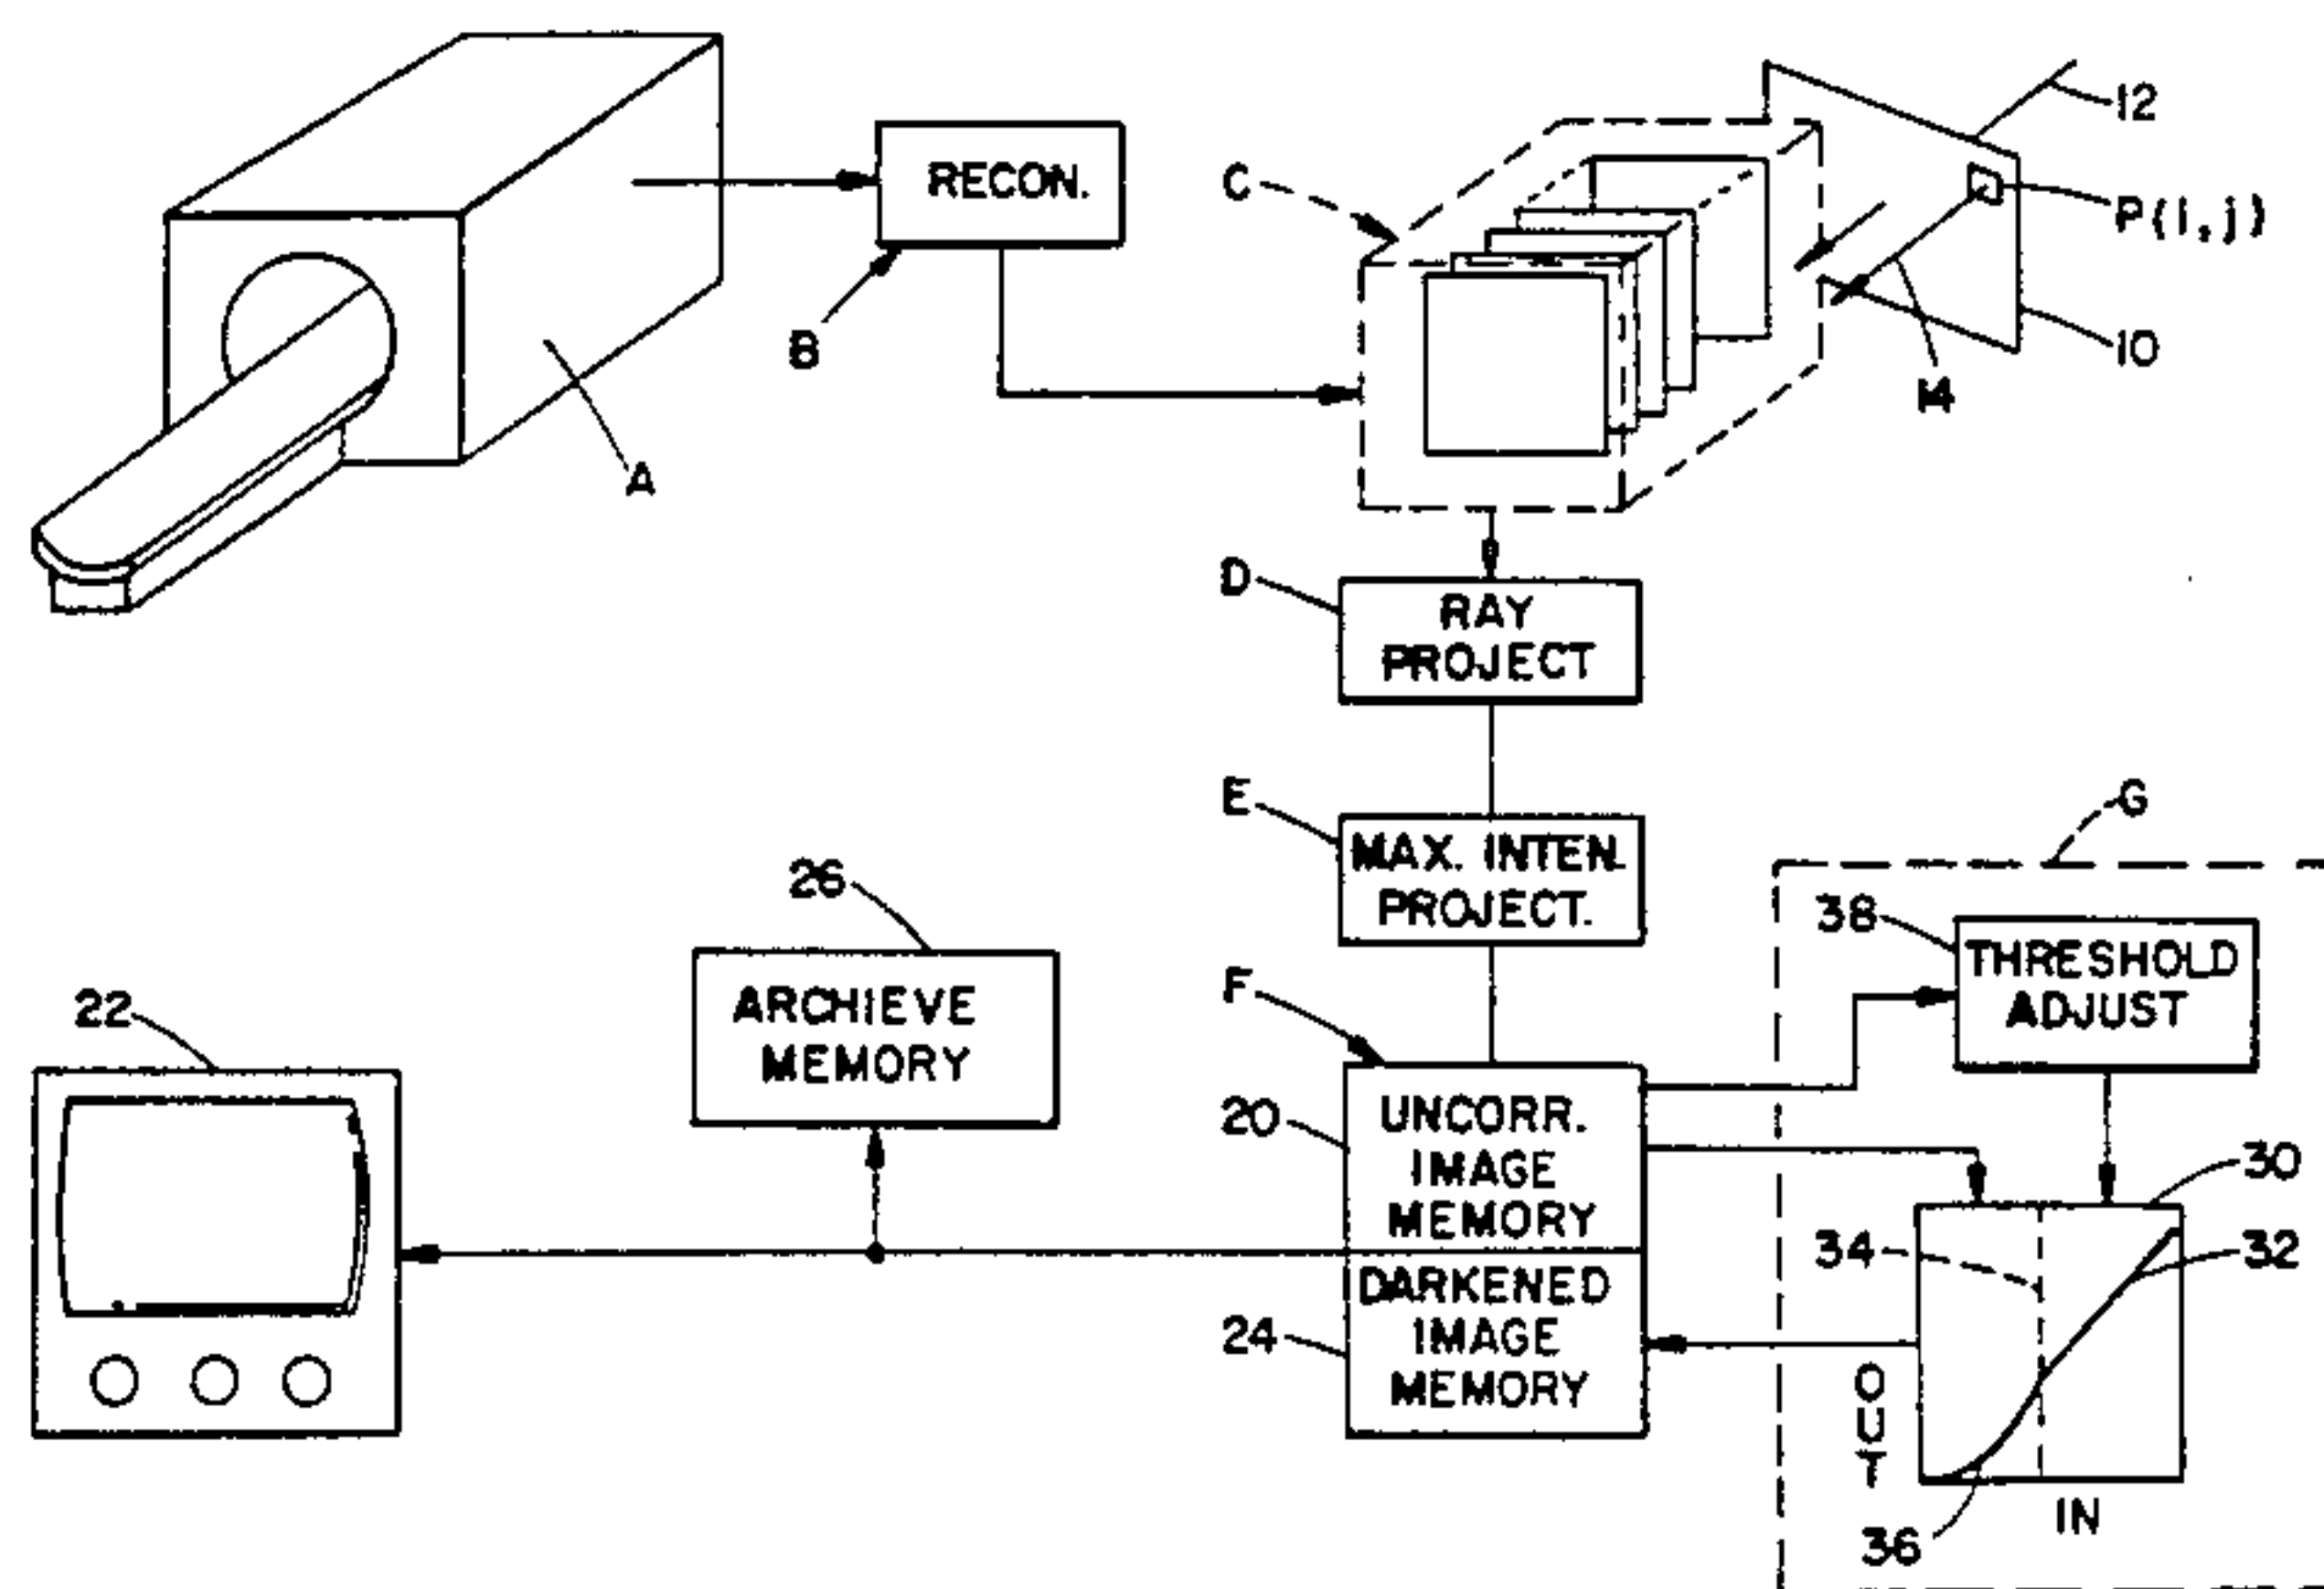 12
RECON.
C
P(i,j)
B
10
14
A
D
RAY
PROJECT
E
G
MAX. INTEN.
PROJECT.
26
38
THRESHOLD
ADJUST
F
22
ARCHIEVE
MEMORY
20
UNCORR.
IMAGE
MEMORY
30
34
32
DARKENED
IMAGE
MEMORY
24
OUT
IN
36